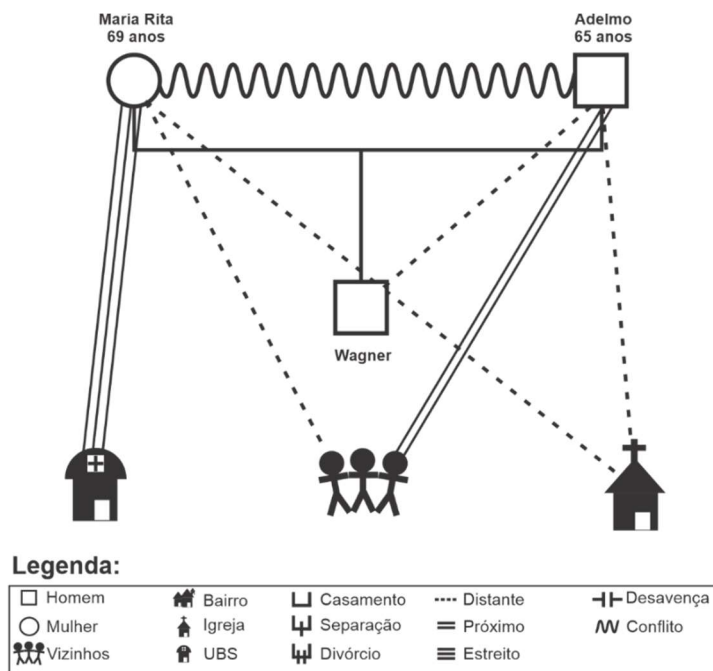 Maria Rita
69 anos
Adelmo
65 anos
Wagner
Legenda:
Homem
Bairro
Casamento
Distante
Desavença
Mulher
Igreja
Separação
Próximo
Conflito
Vizinhos
UBS
Divórcio
Estreito